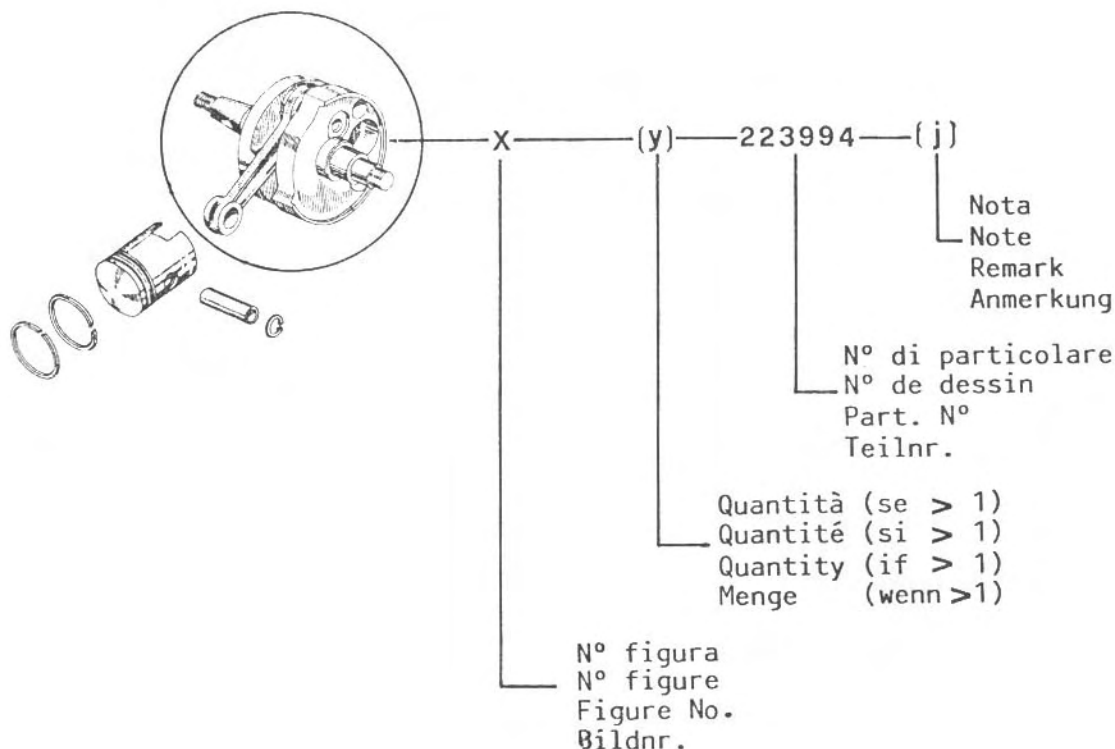 X (y) 223994 (j)
Nota
Note
Remark
Anmerkung
Nº di particolare
Nº de dessin
Part. Nº
Teilnr.
Quantità (se > 1)
Quantité (si > 1)
Quantity (if > 1)
Menge (wenn >1)
Nº figura
Nº figure
Figure No.
Bildnr.